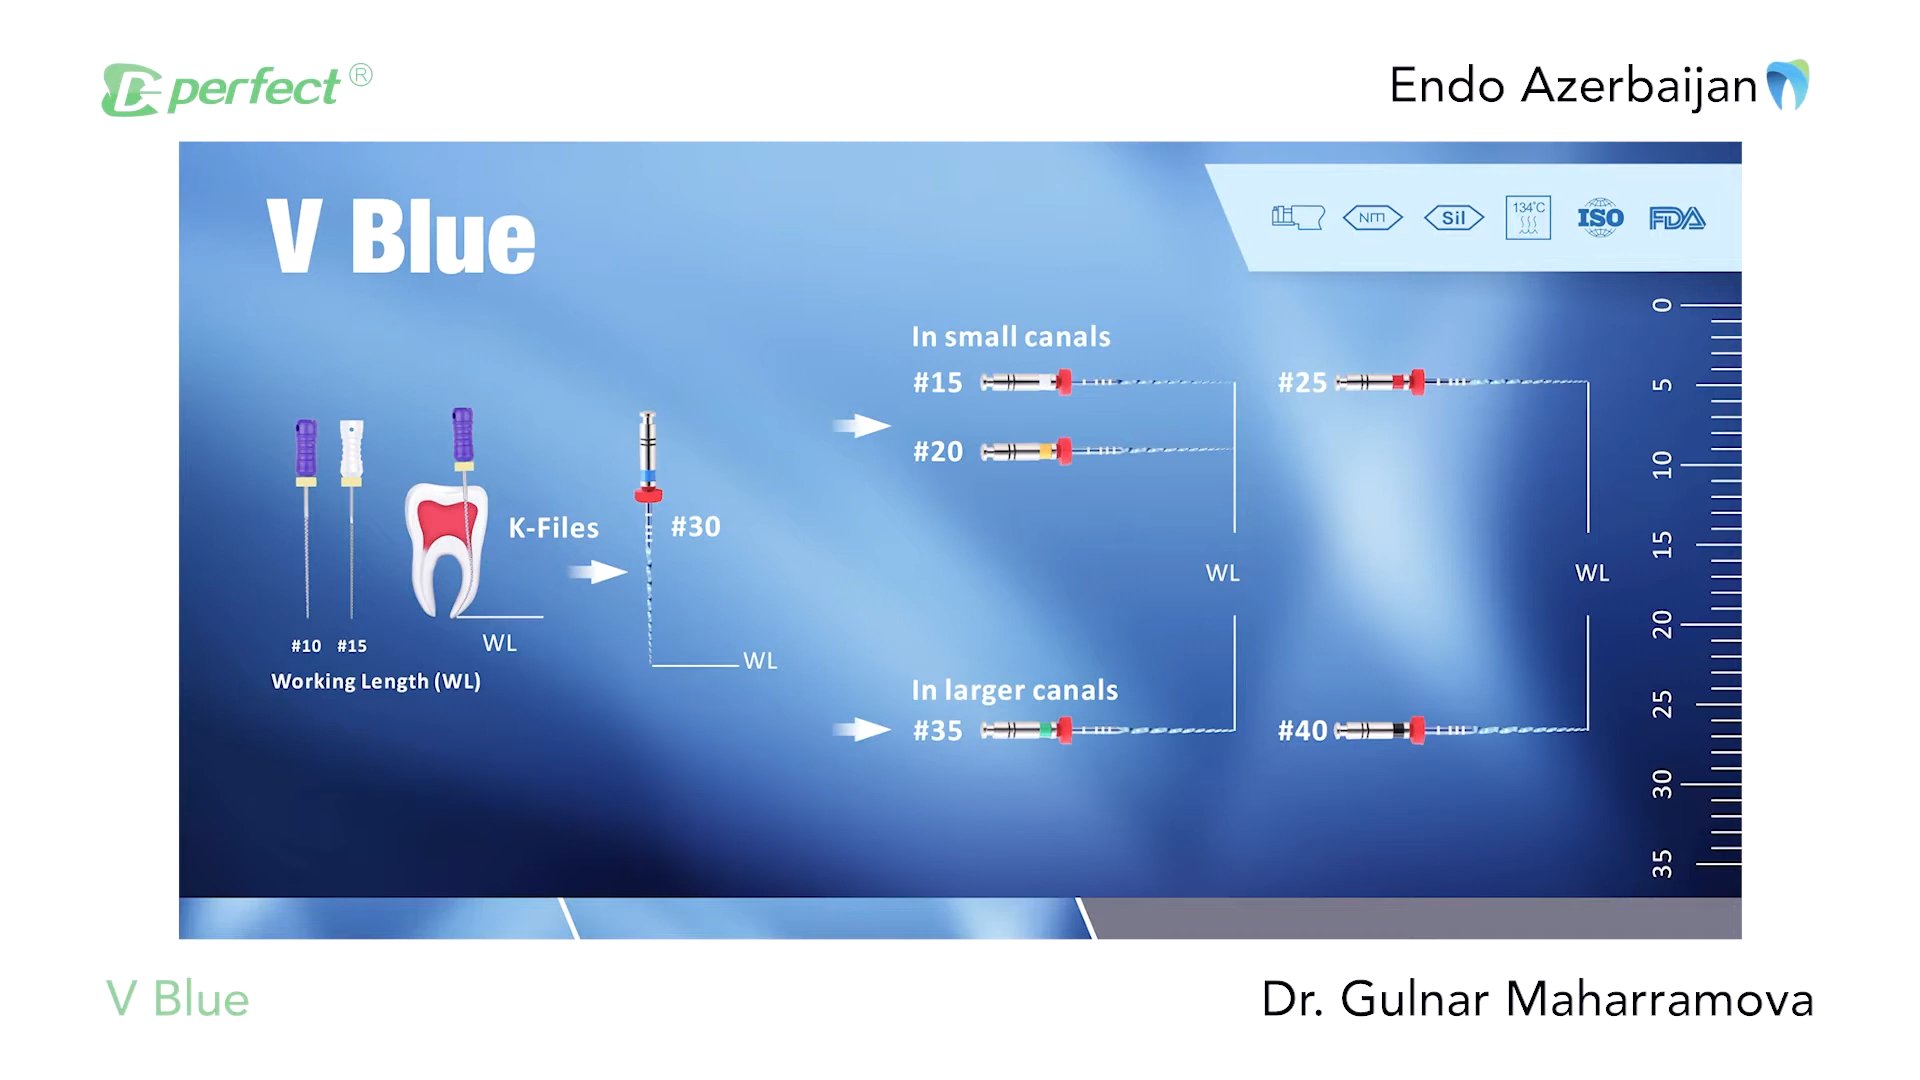 perfect®
Endo Azerbaijan
V Blue
NiTi
Sil
134°C
ISO
FDA
In small canals
#15
#25
#20
K-Files
#30
WL
WL
#10 #15
WL
Working Length (WL)
WL
In larger canals
#35
#40
0
5
10
15
20
25
30
35
V Blue
Dr. Gulnar Maharramova